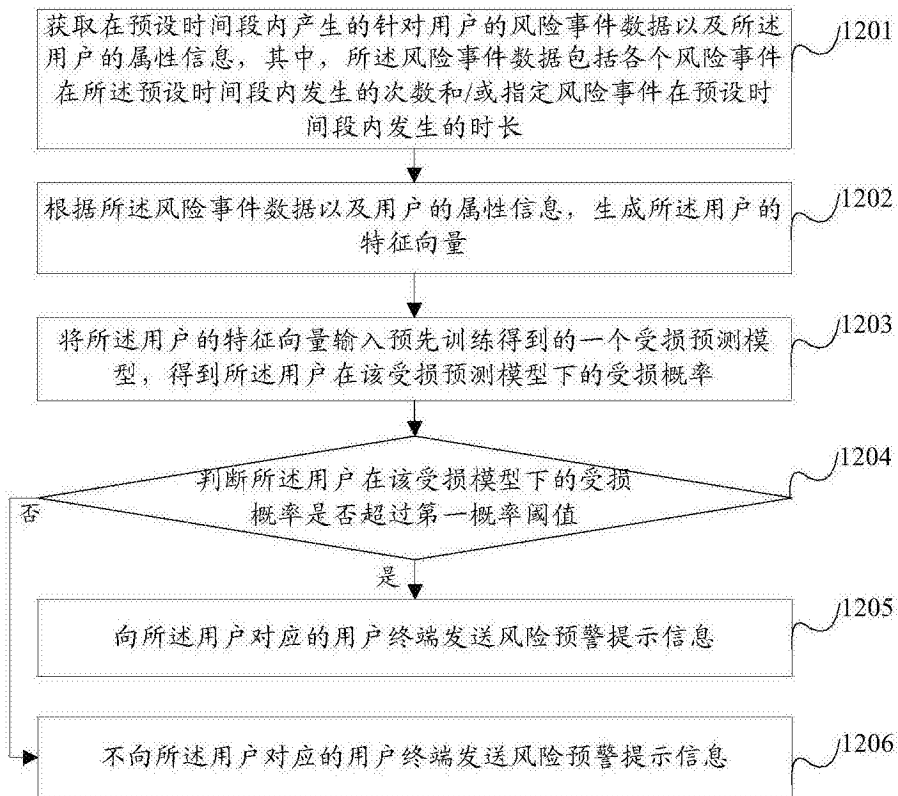 获取在预设时间段内产生的针对用户的风险事件数据以及所述
用户的属性信息，其中，所述风险事件数据包括各个风险事件
在所述预设时间段内发生的次数和/或指定风险事件在预设时
间段内发生的时长
1201
根据所述风险事件数据以及用户的属性信息，生成所述用户的
特征向量
1202
将所述用户的特征向量输入预先训练得到的一个受损预测模
型，得到所述用户在该受损预测模型下的受损概率
1203
判断所述用户在该受损模型下的受损
概率是否超过第一概率阈值
1204
否
是
向所述用户对应的用户终端发送风险预警提示信息
1205
不向所述用户对应的用户终端发送风险预警提示信息
1206